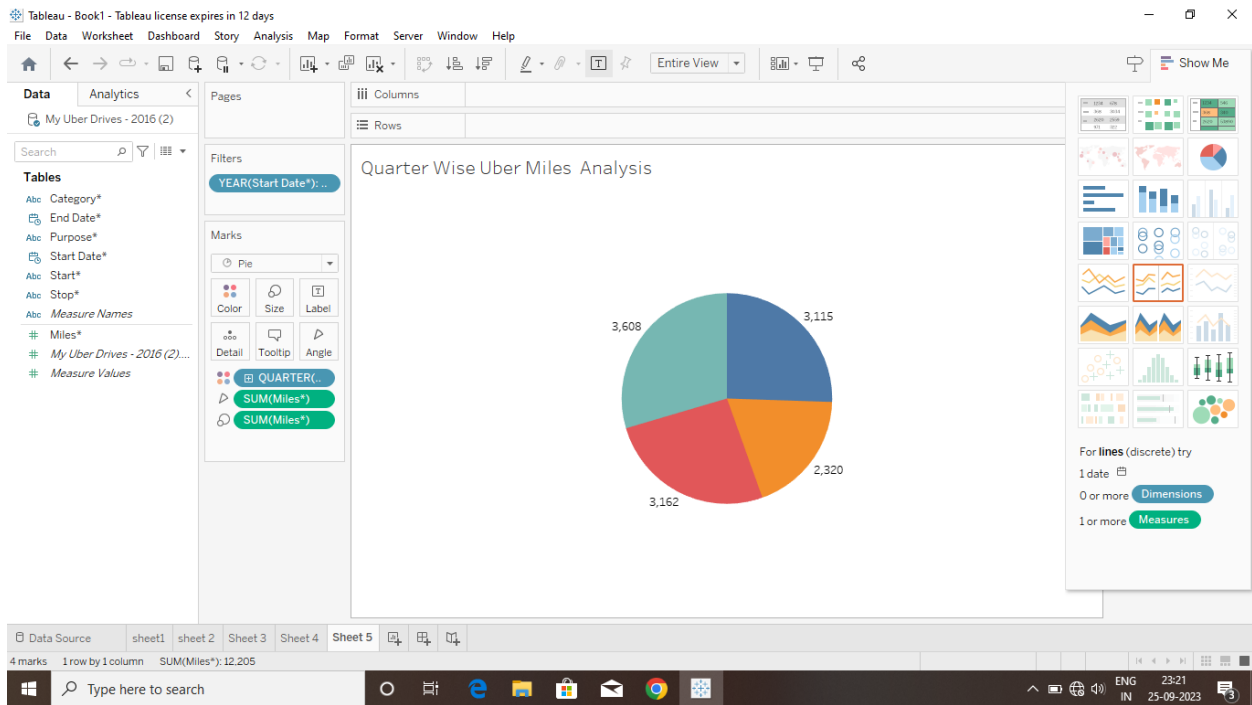 Tableau - Book1 - Tableau license expires in 12 days
File Data Worksheet Dashboard Story Analysis Map Format Server Window Help
Entire View
Show Me
Data Analytics
My Uber Drives - 2016 (2)
Search
Tables
Abc Category*
End Date*
Abc Purpose*
Start Date*
Abc Start*
Abc Stop*
Abc Measure Names
# Miles*
# My Uber Drives - 2016 (2)....
# Measure Values
Pages
Filters
YEAR(Start Date*): ..
Marks
Pie
Color Size Label
Detail Tooltip Angle
QUARTER(..
SUM(Miles*)
SUM(Miles*)
Columns
Rows
Quarter Wise Uber Miles Analysis
3,608
3,115
2,320
3,162
For lines (discrete) try
1 date
0 or more Dimensions
1 or more Measures
Data Source sheet1 sheet 2 Sheet 3 Sheet 4 Sheet 5
4 marks 1 row by 1 column SUM(Miles*): 12,205
Type here to search
ENG
IN
23:21
25-09-2023
3